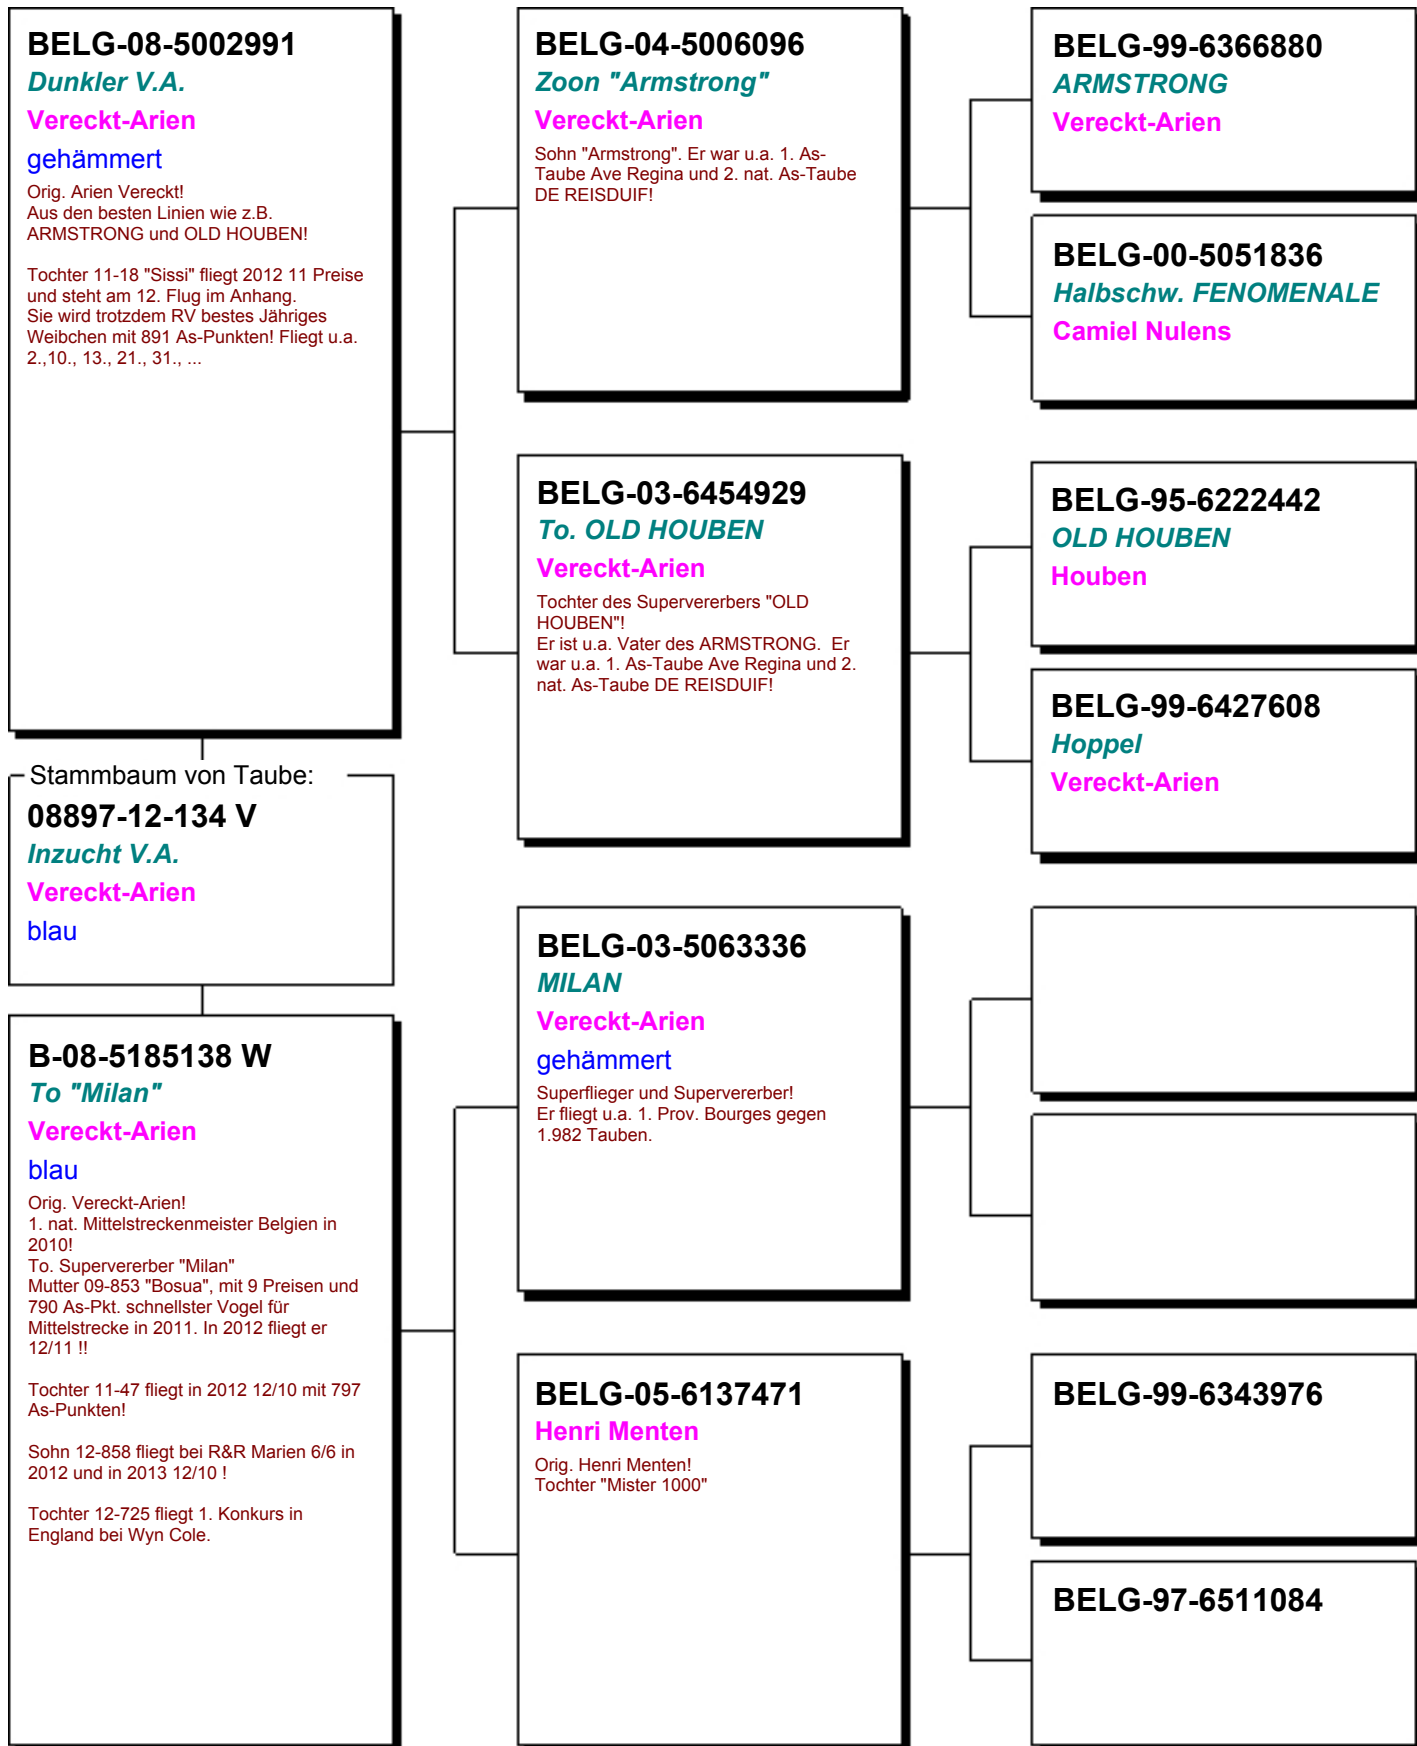 BELG-08-5002991
Dunkler V.A.
Vereckt-Arien
gehämmert
Orig. Arien Vereckt!
Aus den besten Linien wie z.B.
ARMSTRONG und OLD HOUBEN!
Tochter 11-18 "Sissi" fliegt 2012 11 Preise
und steht am 12. Flug im Anhang.
Sie wird trotzdem RV bestes Jähriges
Weibchen mit 891 As-Punkten! Fliegt u.a.
2.,10., 13., 21., 31., ...
Stammbaum von Taube:
08897-12-134 V
Inzucht V.A.
Vereckt-Arien
blau
B-08-5185138 W
To "Milan"
Vereckt-Arien
blau
Orig. Vereckt-Arien!
1. nat. Mittelstreckenmeister Belgien in
2010!
To. Supervererber "Milan"
Mutter 09-853 "Bosua", mit 9 Preisen und
790 As-Pkt. schnellster Vogel für
Mittelstrecke in 2011. In 2012 fliegt er
12/11 !!
Tochter 11-47 fliegt in 2012 12/10 mit 797
As-Punkten!
Sohn 12-858 fliegt bei R&R Marien 6/6 in
2012 und in 2013 12/10 !
Tochter 12-725 fliegt 1. Konkurs in
England bei Wyn Cole.
BELG-04-5006096
Zoon "Armstrong"
Vereckt-Arien
Sohn "Armstrong". Er war u.a. 1. As-
Taube Ave Regina und 2. nat. As-Taube
DE REISDUIF!
BELG-03-6454929
To. OLD HOUBEN
Vereckt-Arien
Tochter des Supervererbers "OLD
HOUBEN"!
Er ist u.a. Vater des ARMSTRONG.  Er
war u.a. 1. As-Taube Ave Regina und 2.
nat. As-Taube DE REISDUIF!
BELG-03-5063336
MILAN
Vereckt-Arien
gehämmert
Superflieger und Supervererber!
Er fliegt u.a. 1. Prov. Bourges gegen
1.982 Tauben.
BELG-05-6137471
Henri Menten
Orig. Henri Menten!
Tochter "Mister 1000"
BELG-99-6366880
ARMSTRONG
Vereckt-Arien
BELG-00-5051836
Halbschw. FENOMENALE
Camiel Nulens
BELG-95-6222442
OLD HOUBEN
Houben
BELG-99-6427608
Hoppel
Vereckt-Arien
BELG-99-6343976
BELG-97-6511084